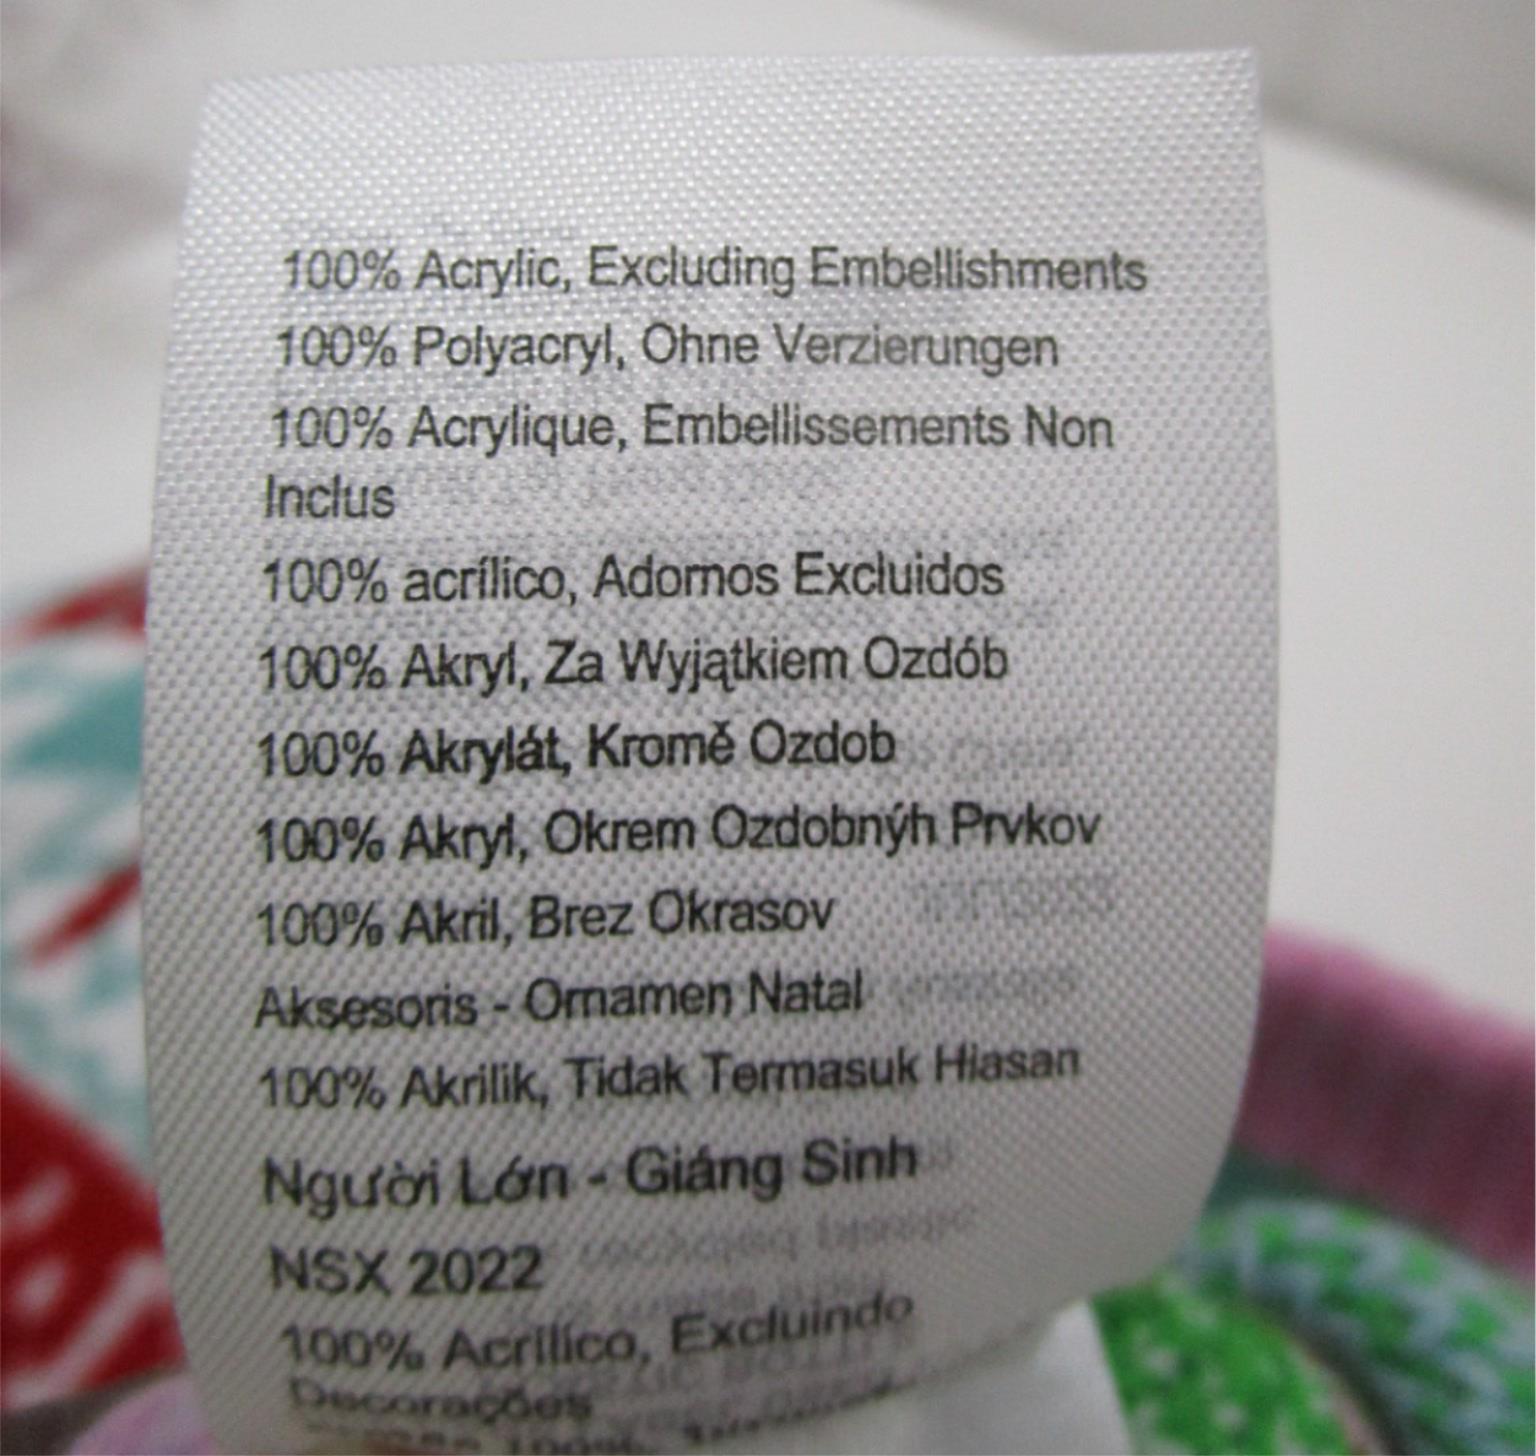 100% Acrylic, Excluding Embellishments
100% Polyacryl, Ohne Verzierungen
100% Acrylique, Embellissements Non
Inclus
100% acrílico, Adornos Excluidos
100% Akryl, Za Wyjątkiem Ozdób
100% Akrylát, Kromě Ozdob
100% Akryl, Okrem Ozdobnýh Prvkov
100% Akril, Brez Okrasov
Aksesoris - Ornamen Natal
100% Akrilik, Tidak Termasuk Hiasan
Người Lớn - Giáng Sinh
NSX 2022
100% Acrílico, Excluindo
Decorações